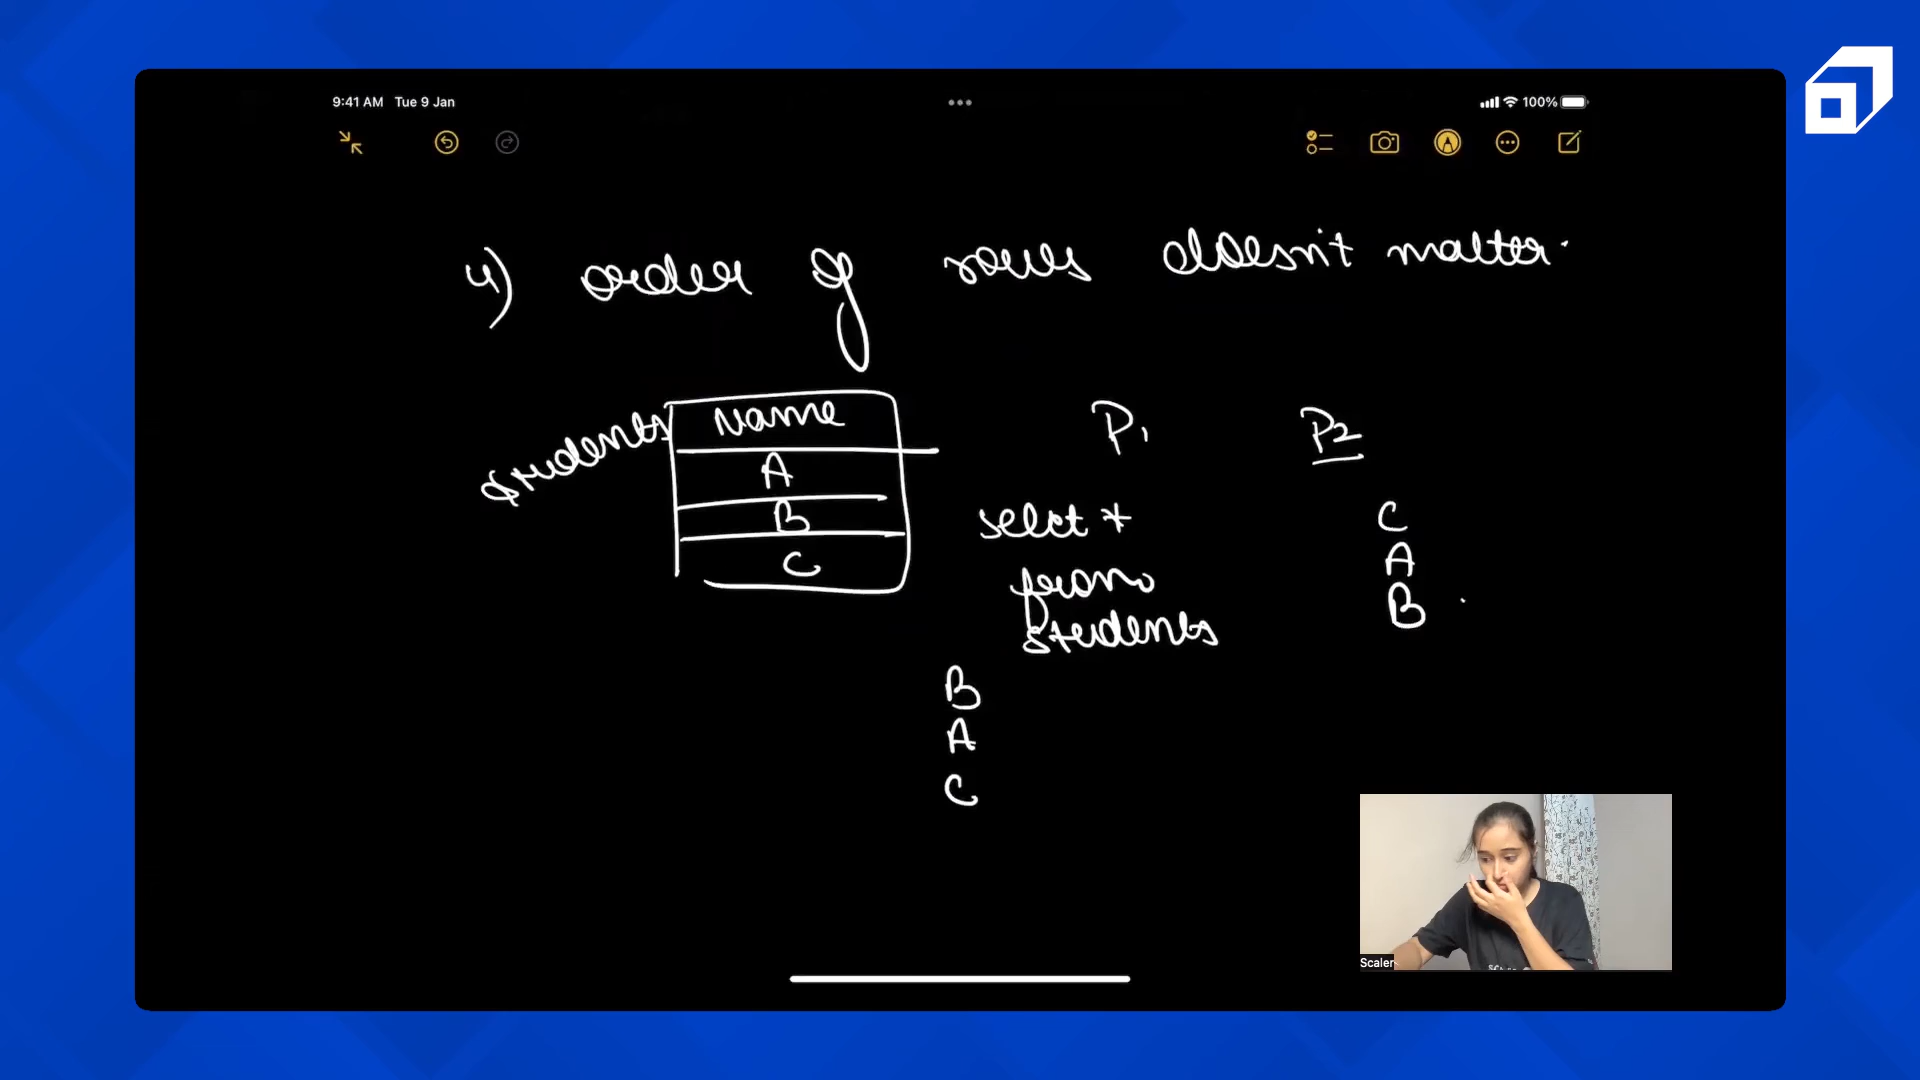 9:41 AM Tue 9 Jan
100%
4) order of rows doesn't matter.
students
Name
A
B
C
P1
P2
select *
from
students
C
A
B
B
A
C
Scaler